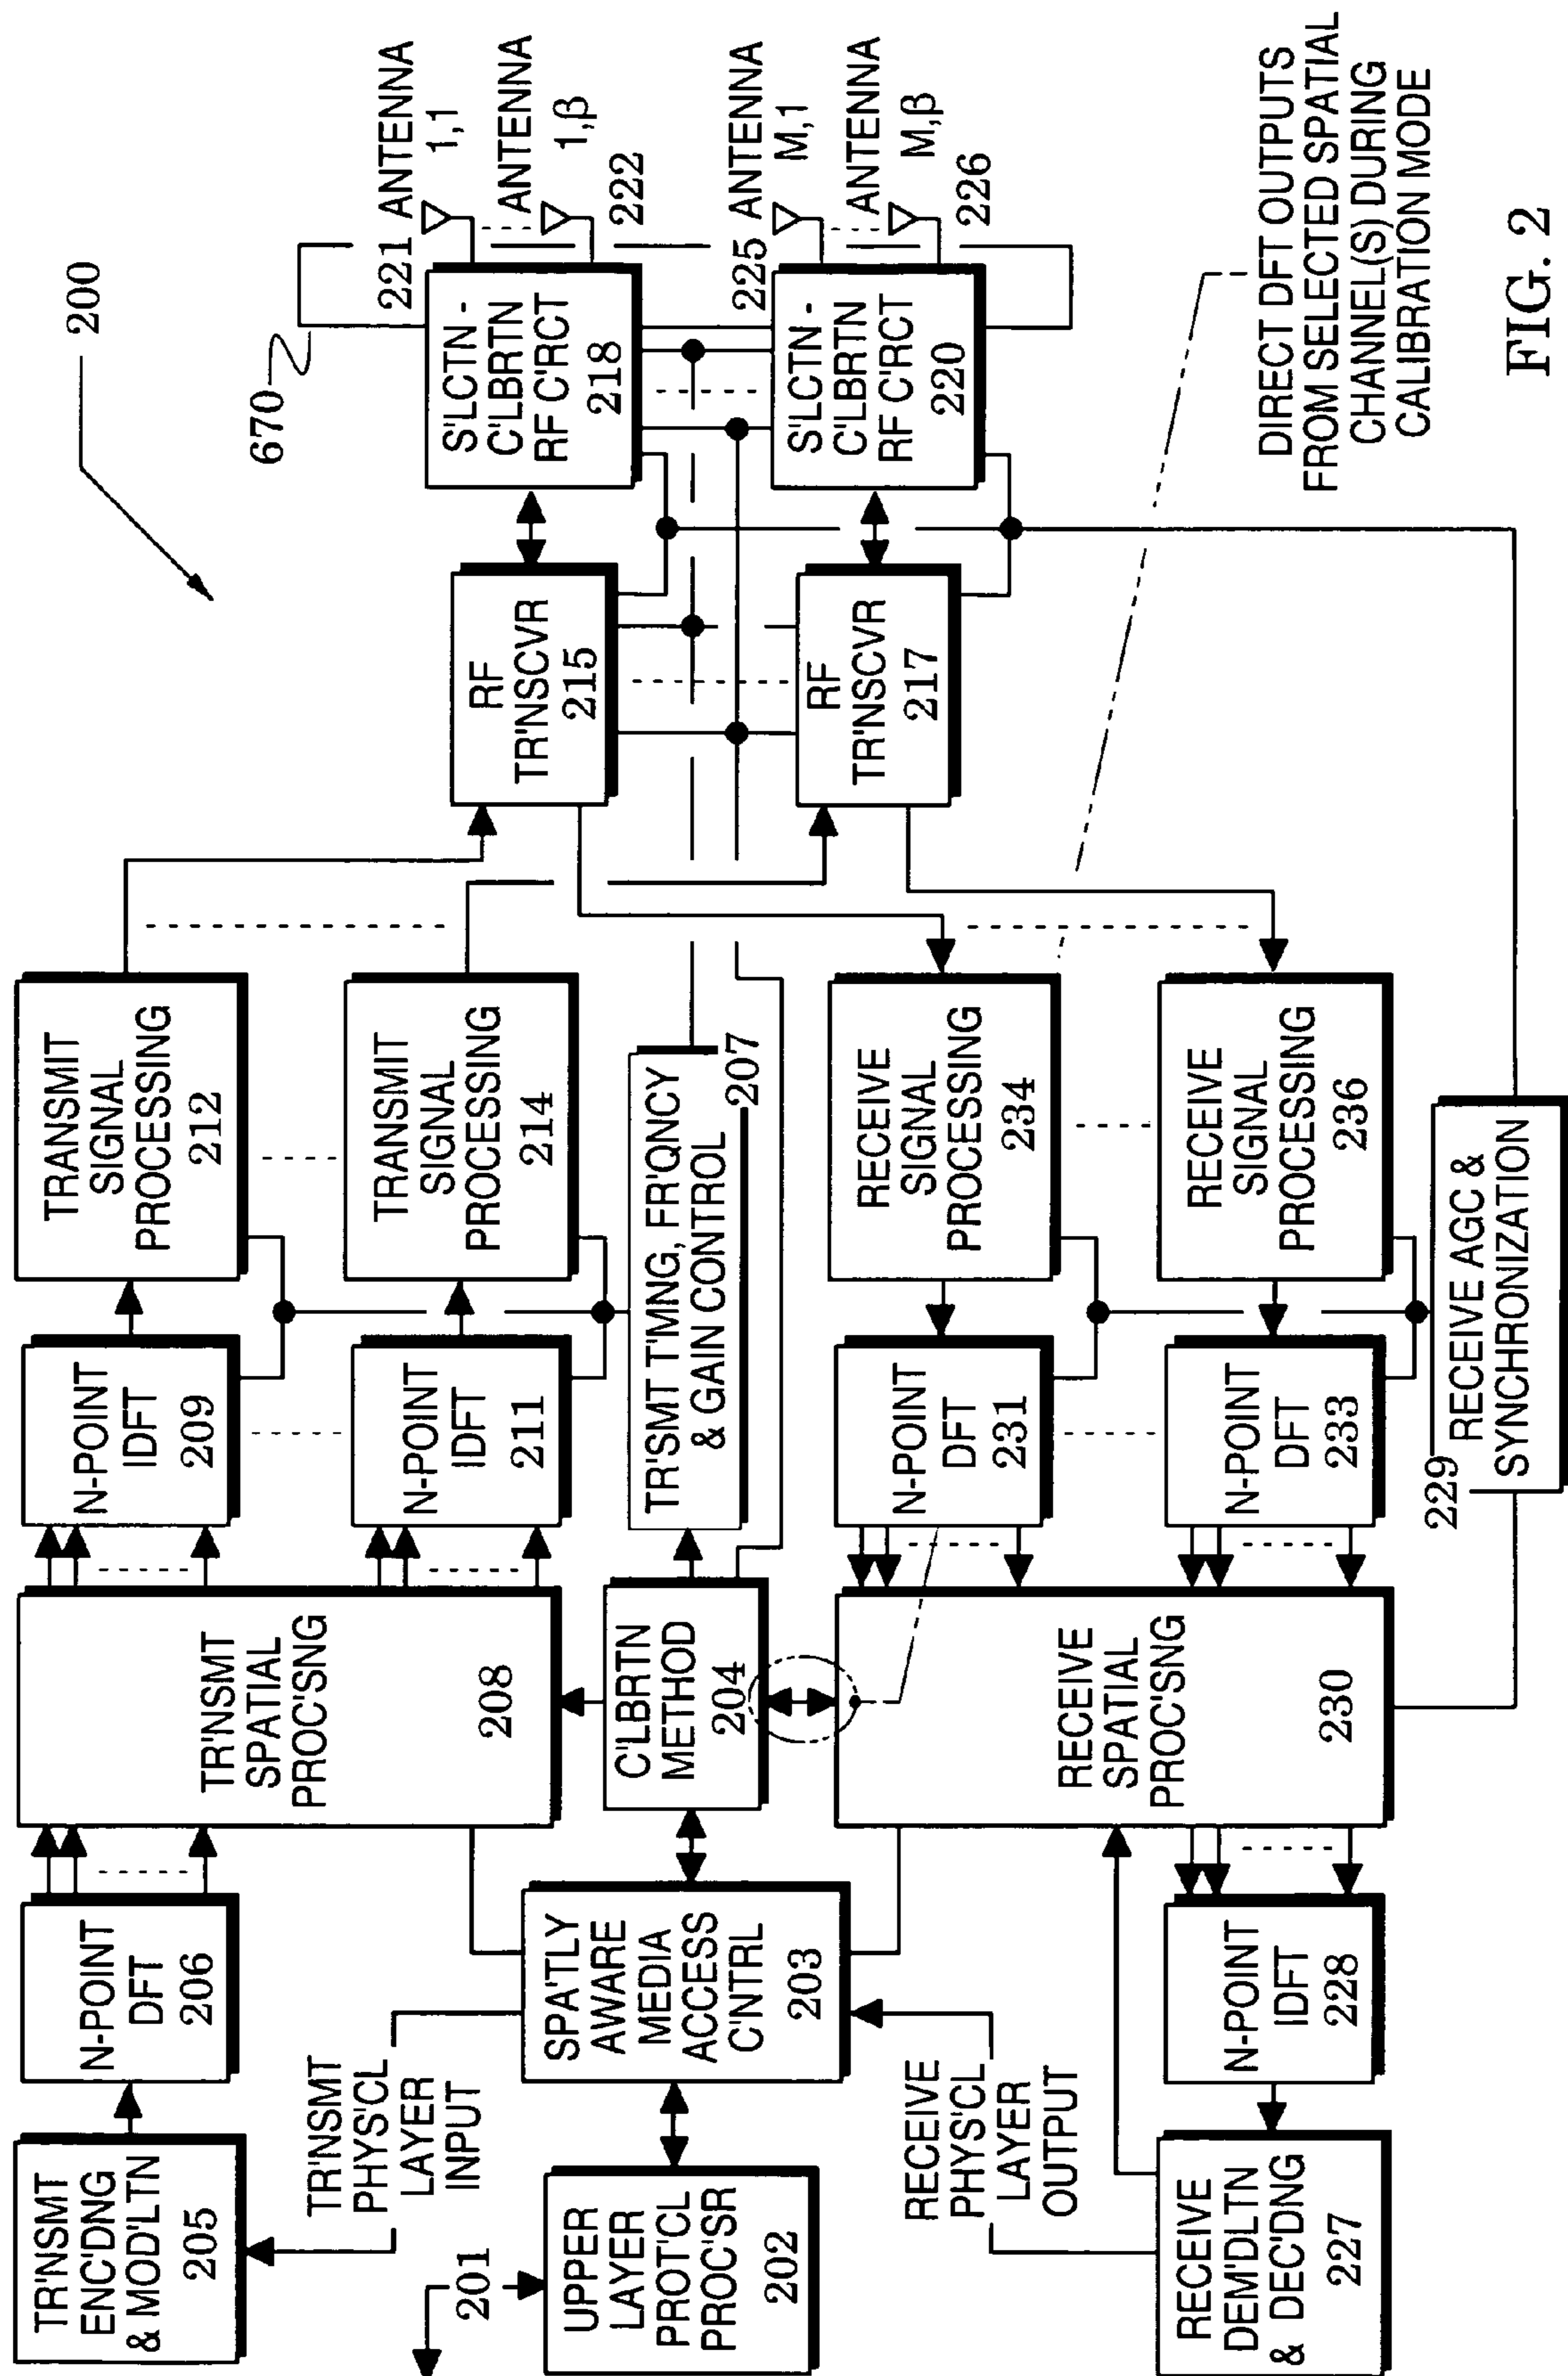 200
TR'NSMT
ENC'DNG
& MOD'LTN
205
N-POINT
DFT
206
TR'NSMT
SPATIAL
PROC'SNG
208
N-POINT
IDFT
209
TRANSMIT
SIGNAL
PROCESSING
212
N-POINT
IDFT
211
TRANSMIT
SIGNAL
PROCESSING
214
TR'NSMT
PHYS'CL
LAYER
INPUT
201
UPPER
LAYER
PROT'CL
PROC'SR
202
SPA'TLY
AWARE
MEDIA
ACCESS
C'NTRL
203
C'LBRTN
METHOD
204
TR'SMT T'MNG, FR'QNCY
& GAIN CONTROL
207
RF
TR'NSCVR
215
RF
TR'NSCVR
217
670
S'LCTN -
C'LBRTN
RF C'RCT
218
S'LCTN -
C'LBRTN
RF C'RCT
220
221 ANTENNA
1,1
ANTENNA
1,β
222
225 ANTENNA
M,1
ANTENNA
M,β
226
RECEIVE
PHYS'CL
LAYER
OUTPUT
RECEIVE
DEM'DLTN
& DEC'DNG
227
N-POINT
IDFT
228
RECEIVE
SPATIAL
PROC'SNG
230
N-POINT
DFT
231
RECEIVE
SIGNAL
PROCESSING
234
N-POINT
DFT
233
RECEIVE
SIGNAL
PROCESSING
236
229
RECEIVE AGC &
SYNCHRONIZATION
DIRECT DFT OUTPUTS
FROM SELECTED SPATIAL
CHANNEL(S) DURING
CALIBRATION MODE
FIG. 2